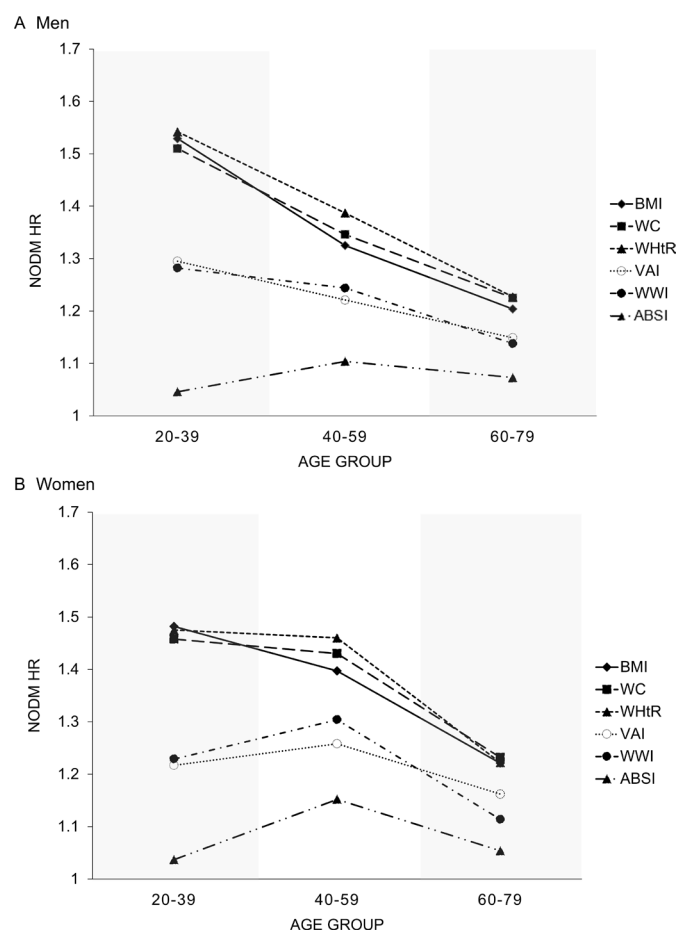 A Men
1.7
1.6
1.5
1.4
1.3
1.2
1.1
1
NODM HR
20-39 40-59 60-79
AGE GROUP
BMI
WC
WHtR
VAI
WWI
ABSI
B Women
1.7
1.6
1.5
1.4
1.3
1.2
1.1
1
NODM HR
20-39 40-59 60-79
AGE GROUP
BMI
WC
WHtR
VAI
WWI
ABSI